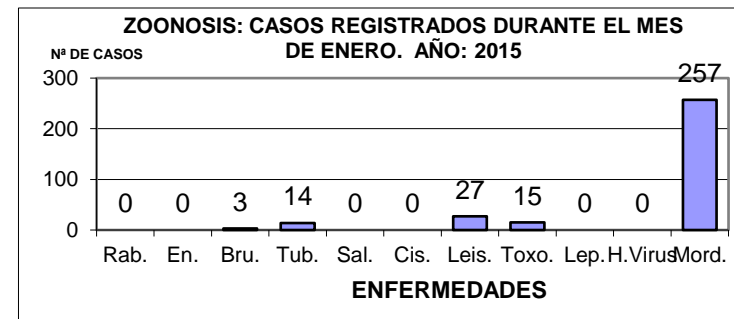 ZOONOSIS: CASOS REGISTRADOS DURANTE EL MES
DE ENERO. AÑO: 2015
Nª DE CASOS
257
300
200
100
0
0 0 3 14 0 0 27 15 0 0
Rab. En. Bru. Tub. Sal. Cis. Leis. Toxo. Lep. H.Virus Mord.
ENFERMEDADES